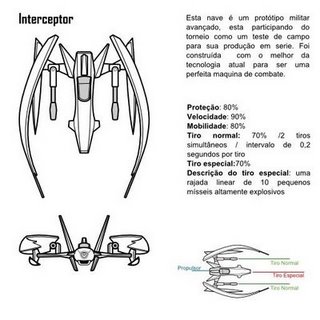 Interceptor
Esta nave é um protótipo militar
avançado, esta participando do
torneio como um teste de campo
para sua produção em serie. Foi
construída com o melhor da
tecnologia atual para ser uma
perfeita maquina de combate.
Proteção: 80%
Velocidade: 90%
Mobilidade: 80%
Tiro normal: 70% /2 tiros
simultâneos / intervalo de 0,2
segundos por tiro
Tiro especial:70%
Descrição do tiro especial: uma
rajada linear de 10 pequenos
mísseis altamente explosivos
Tiro Normal
Propulsor
Tiro Especial
Tiro Normal